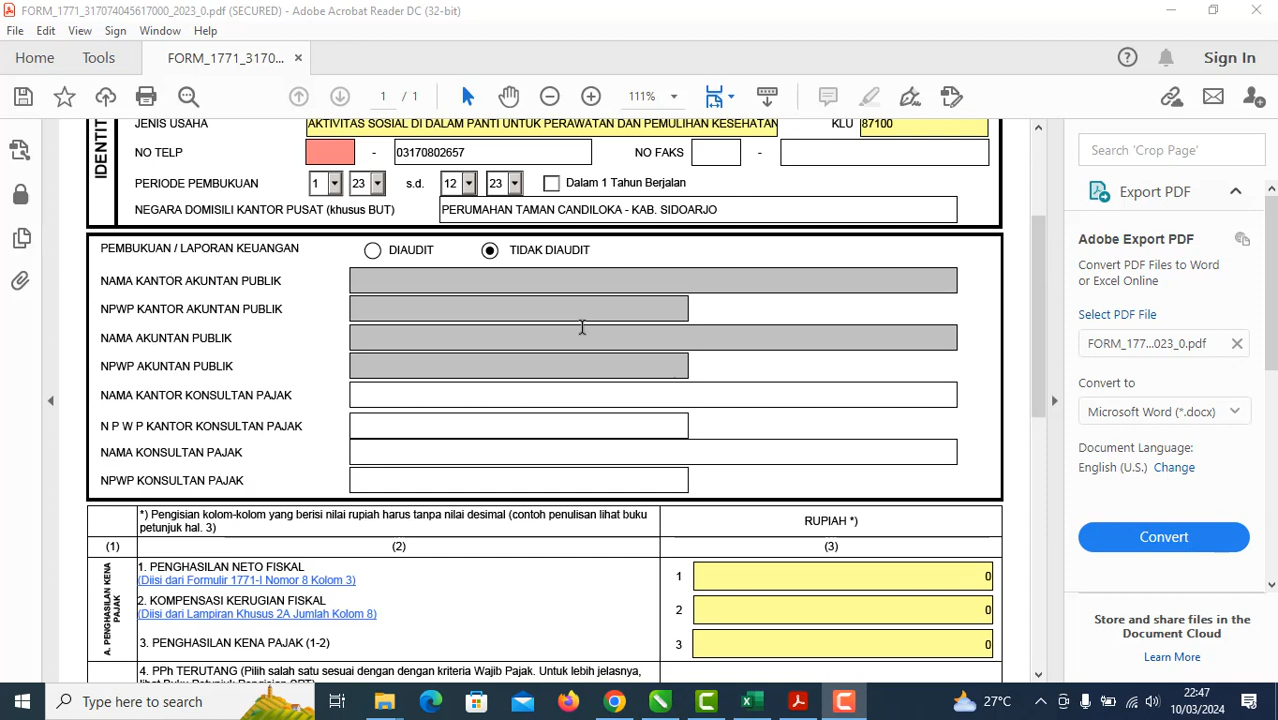 FORM_1771_317074045617000_2023_0.pdf (SECURED) - Adobe Acrobat Reader DC (32-bit)
File Edit View Sign Window Help
Home Tools FORM_1771_3170... ×
Sign In
1 / 1 111%
JENIS USAHA AKTIVITAS SOSIAL DI DALAM PANTI UNTUK PERAWATAN DAN PEMULIHAN KESEHATAN KLU 87100
NO TELP - 03170802657 NO FAKS -
PERIODE PEMBUKUAN 1 23 s.d. 12 23 Dalam 1 Tahun Berjalan
NEGARA DOMISILI KANTOR PUSAT (khusus BUT) PERUMAHAN TAMAN CANDILOKA - KAB. SIDOARJO
IDENTIT
PEMBUKUAN / LAPORAN KEUANGAN DIAUDIT TIDAK DIAUDIT
NAMA KANTOR AKUNTAN PUBLIK
NPWP KANTOR AKUNTAN PUBLIK
NAMA AKUNTAN PUBLIK
NPWP AKUNTAN PUBLIK
NAMA KANTOR KONSULTAN PAJAK
N P W P KANTOR KONSULTAN PAJAK
NAMA KONSULTAN PAJAK
NPWP KONSULTAN PAJAK
*) Pengisian kolom-kolom yang berisi nilai rupiah harus tanpa nilai desimal (contoh penulisan lihat buku
petunjuk hal. 3)
RUPIAH *)
(1) (2) (3)
A. PENGHASILAN KENA
PAJAK
1. PENGHASILAN NETO FISKAL
(Diisi dari Formulir 1771-I Nomor 8 Kolom 3)
1 0
2. KOMPENSASI KERUGIAN FISKAL
(Diisi dari Lampiran Khusus 2A Jumlah Kolom 8)
2 0
3. PENGHASILAN KENA PAJAK (1-2)
3 0
4. PPh TERUTANG (Pilih salah satu sesuai dengan dengan kriteria Wajib Pajak. Untuk lebih jelasnya,
lihat Buku Petunjuk Pengisian SPT)
Search 'Crop Page'
Export PDF
Adobe Export PDF
Convert PDF Files to Word
or Excel Online
Select PDF File
FORM_177...023_0.pdf ×
Convert to
Microsoft Word (*.docx)
Document Language:
English (U.S.) Change
Convert
Store and share files in the
Document Cloud
Learn More
Type here to search
27°C
22:47
10/03/2024